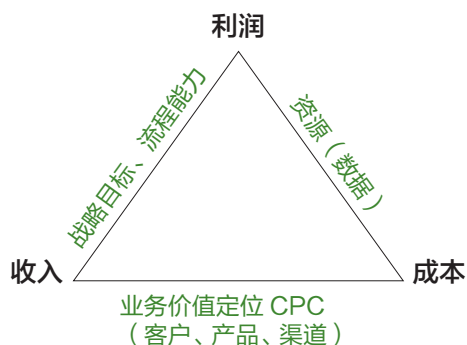 利润
战略目标、流程能力
资源（数据）
收入
成本
业务价值定位 CPC
（客户、产品、渠道）